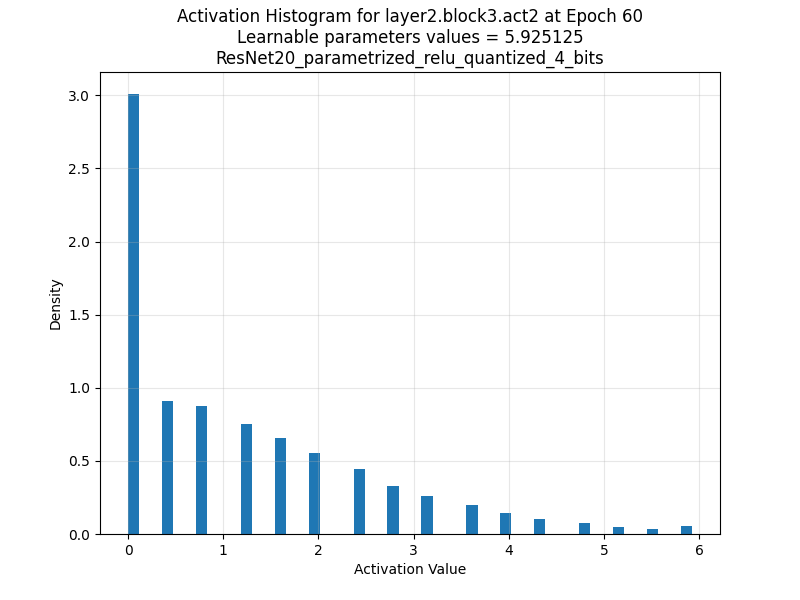 Activation Histogram for layer2.block3.act2 at Epoch 60
Learnable parameters values = 5.925125
ResNet20_parametrized_relu_quantized_4_bits
3.0
2.5
2.0
1.5
1.0
0.5
0.0
Density
0 1 2 3 4 5 6
Activation Value